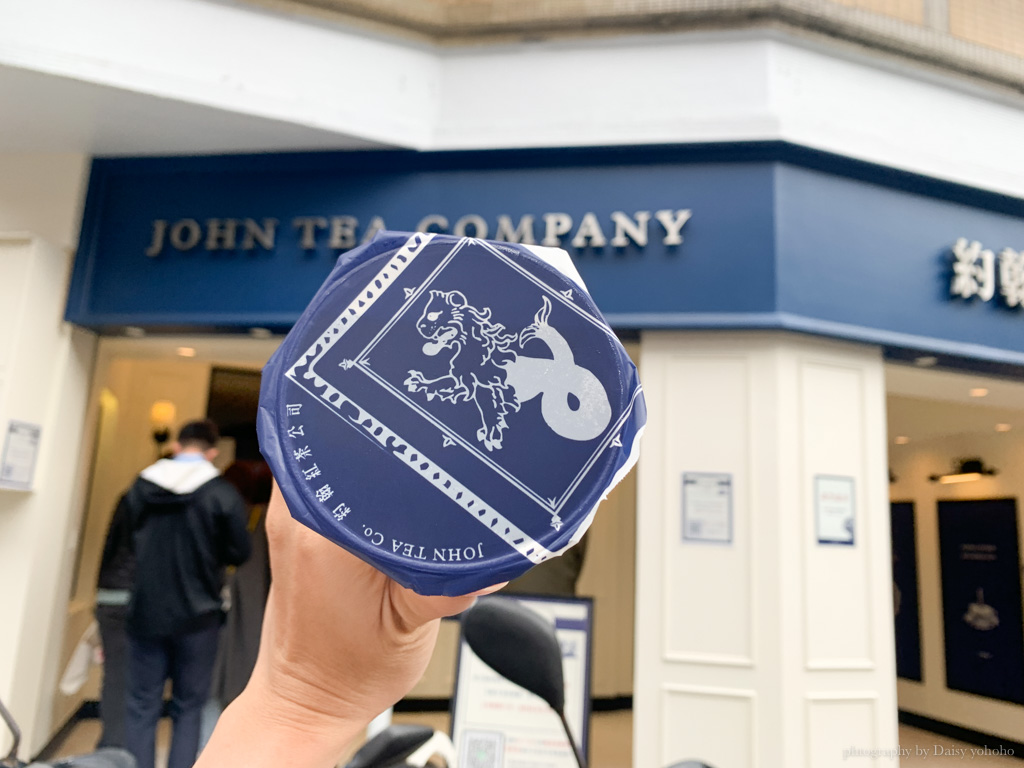 JOHN TEA COMPANY
約翰
約翰紅茶公司
JOHN TEA Co.
photography by Daisy yohoho